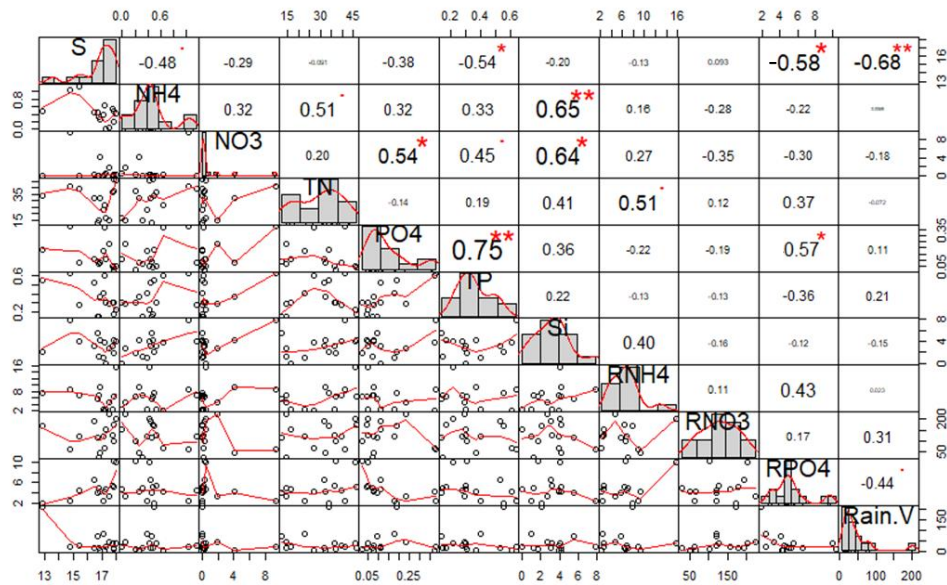 0.0 0.6 15 30 45 0.2 0.4 0.6 2 6 10 16 2 4 6 8
S -0.48 · -0.29 -0.091 -0.38 -0.54 * -0.20 -0.13 0.093 -0.58 * -0.68 ** 13 16
0.0 0.8 NH4 0.32 0.51 · 0.32 0.33 0.65 ** 0.16 -0.28 -0.22
NO3 0.20 0.54 * 0.45 · 0.64 * 0.27 -0.35 -0.30 -0.18 0 4 8
15 35 TN -0.14 0.19 0.41 0.51 · 0.12 0.37 -0.072
PO4 0.75 ** 0.36 -0.22 -0.19 0.57 * 0.11 0.05 0.35
0.2 0.6 TP 0.22 -0.13 -0.13 -0.36 0.21
Si 0.40 -0.16 -0.12 -0.15 0 4 8
2 8 16 RNH4 0.11 0.43 0.023
RNO3 0.17 0.31 50 200
2 6 10 RPO4 -0.44 ·
Rain.V 0 150
13 15 17 0 4 8 0.05 0.25 0 2 4 6 8 50 150 0 100 200